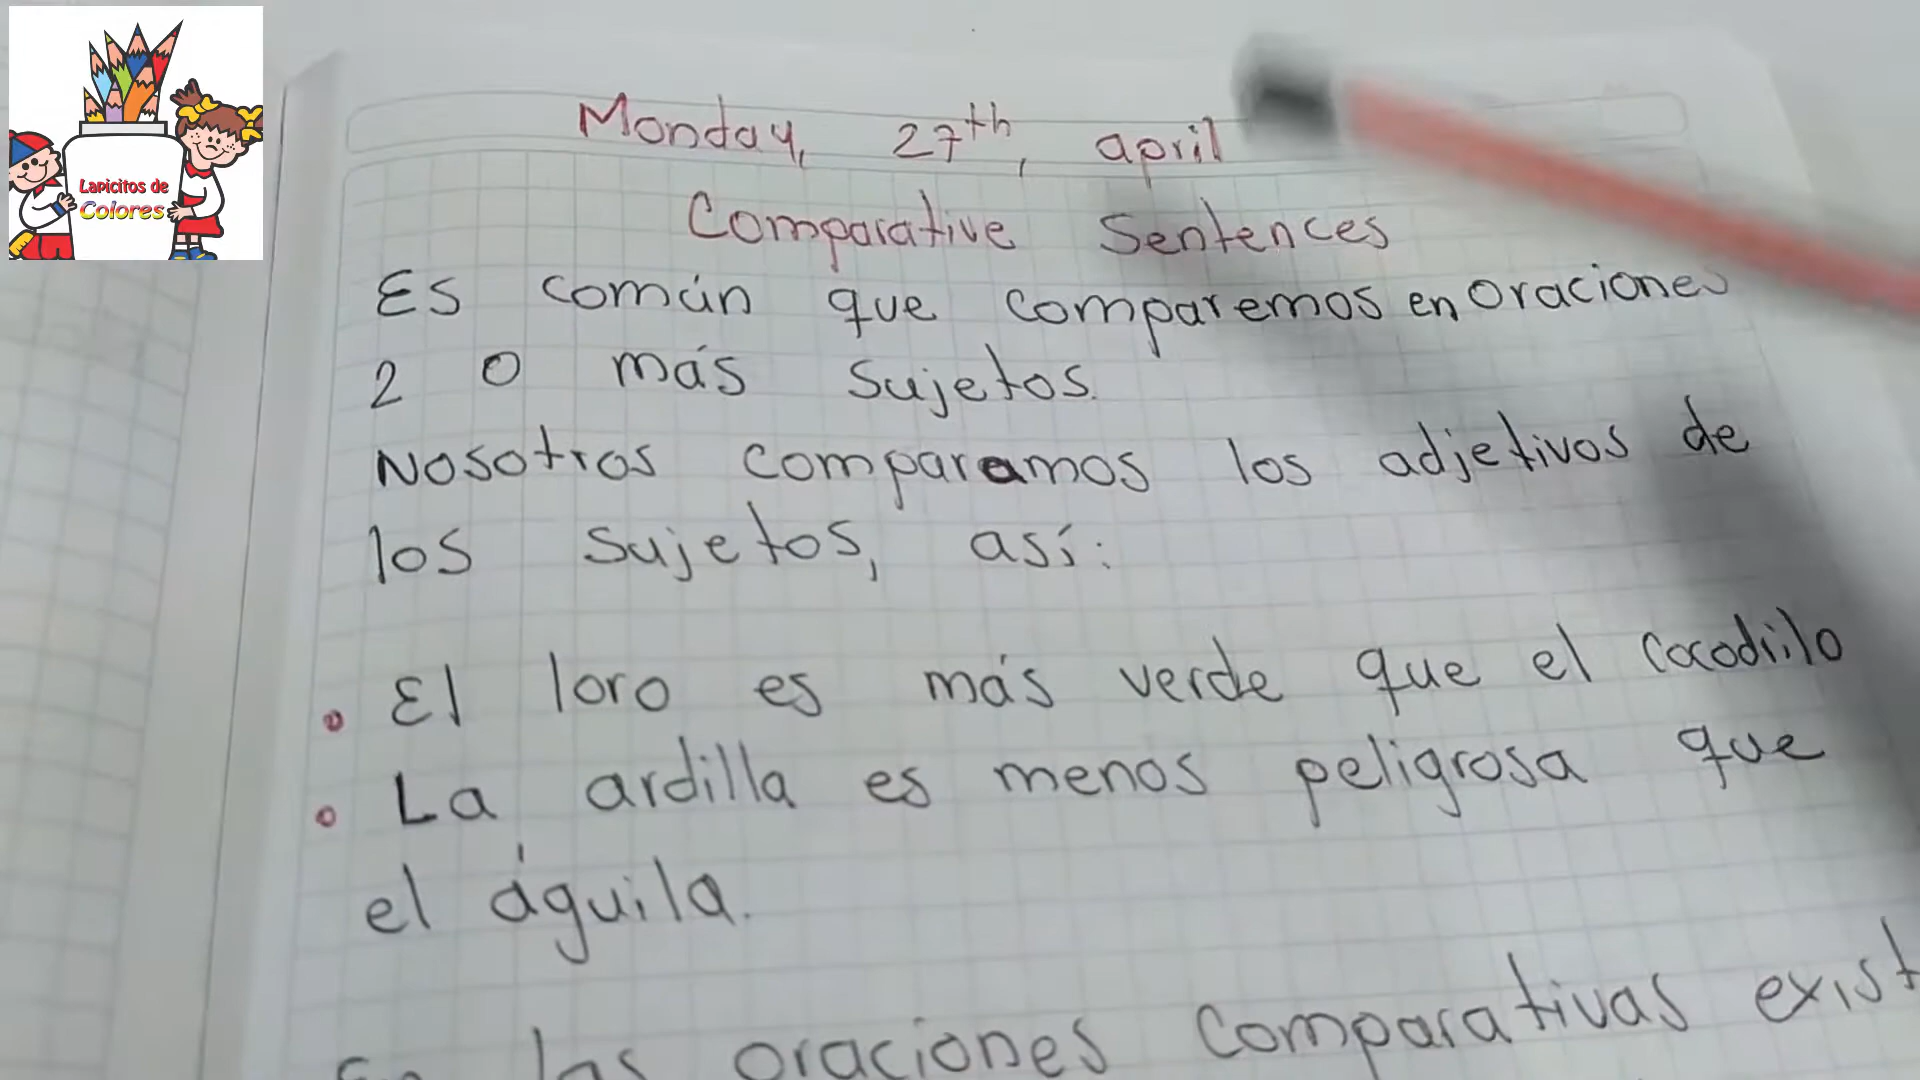 Lapicitos de
Colores
Monday, 27th, april
Comparative Sentences
Es común que comparemos en oraciones
2 o más sujetos.
Nosotros comparamos los adjetivos de
los sujetos, así:
• El loro es más verde que el cocodrilo
• La ardilla es menos peligrosa que
el águila.
las oraciones comparativas